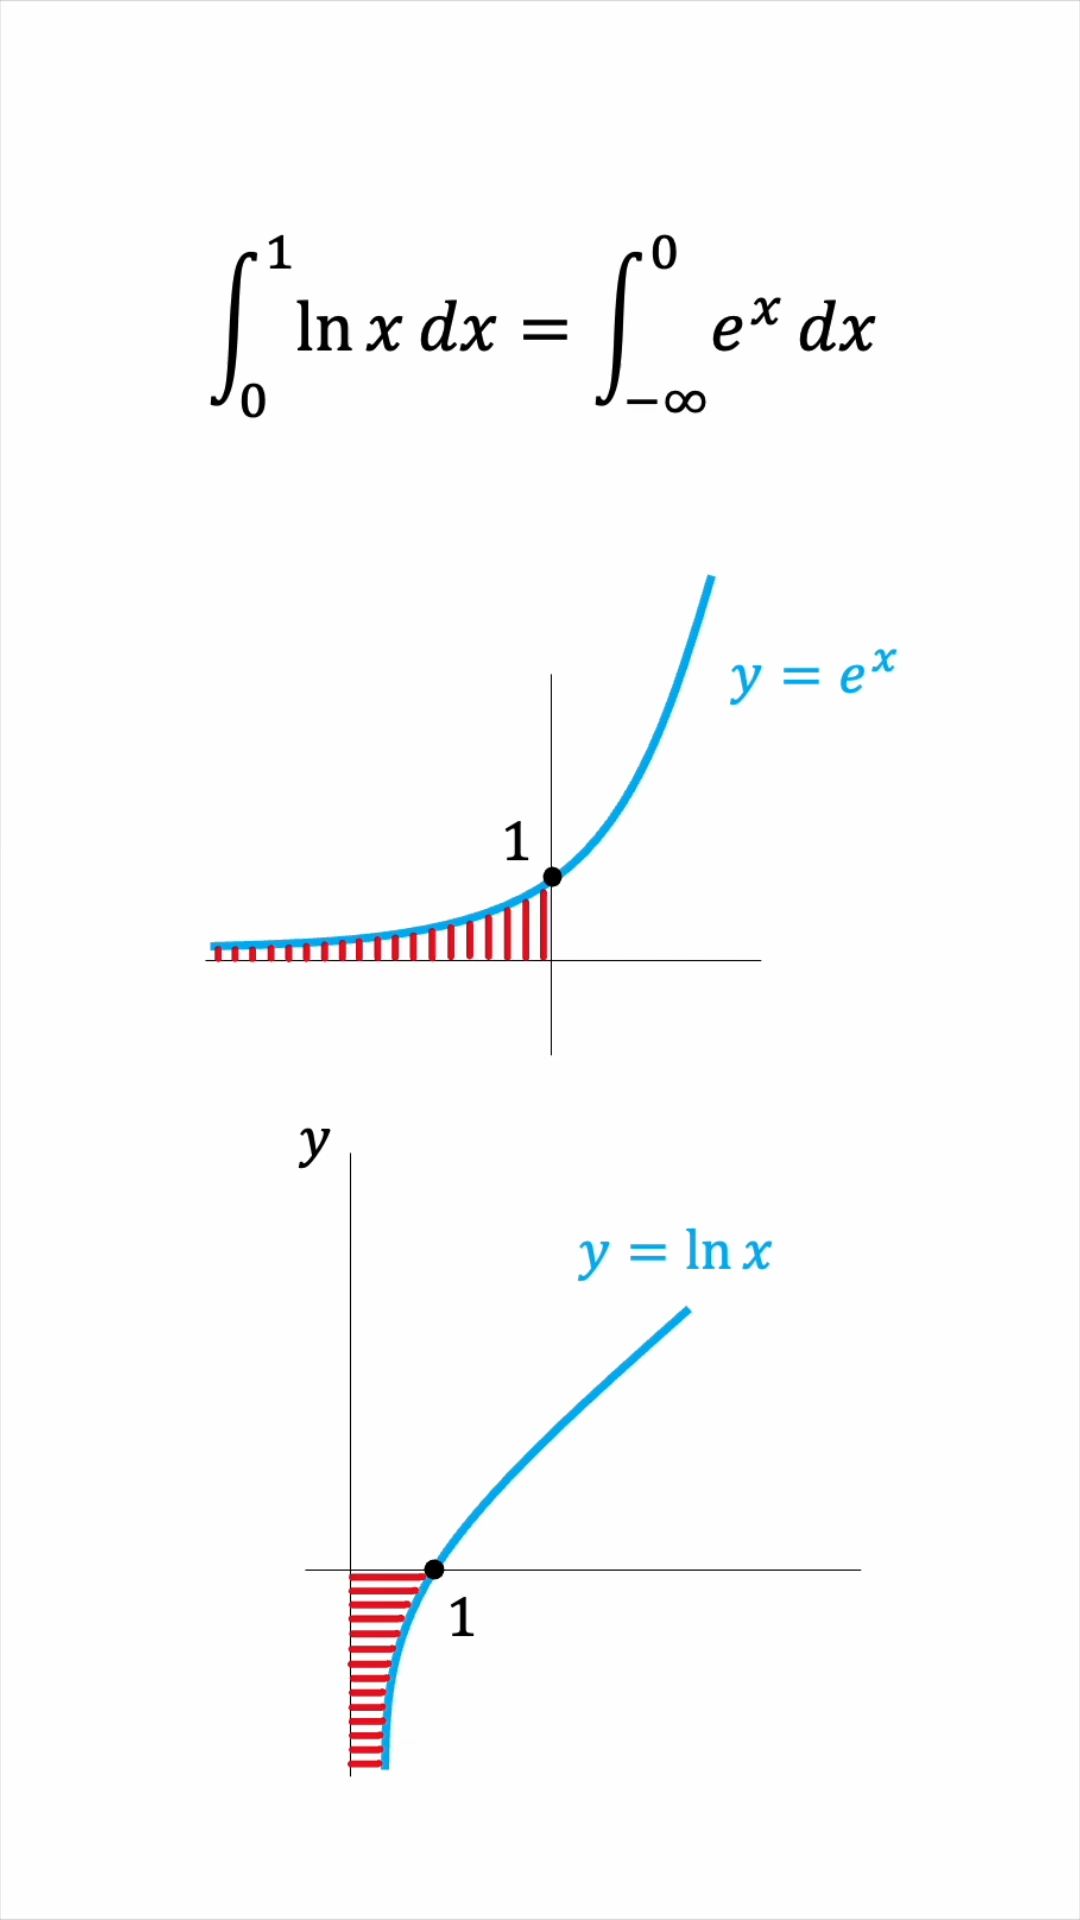 ∫₀¹ ln x dx = ∫₋∞⁰ eˣ dx
y = eˣ
1
y
y = ln x
1